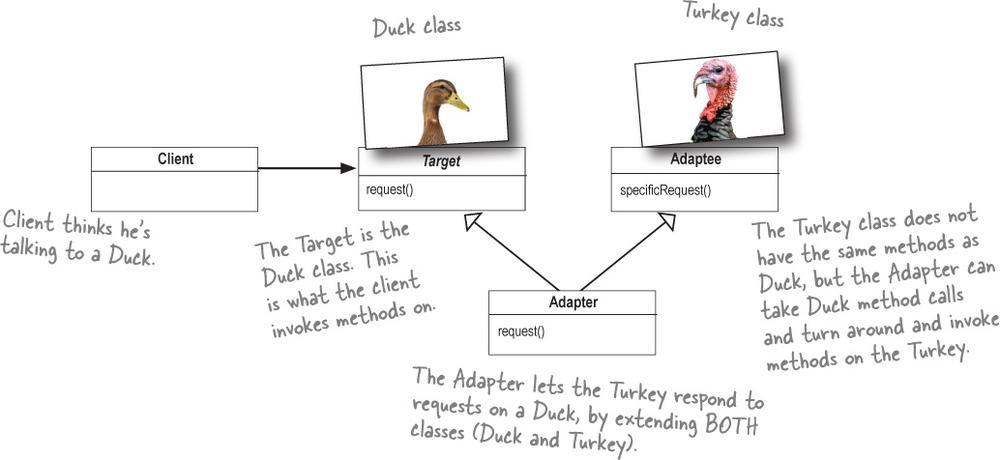 Duck class
Turkey class
Client
Target
request()
Adaptee
specificRequest()
Client thinks he's
talking to a Duck.
The Target is the
Duck class. This
is what the client
invokes methods on.
The Turkey class does not
have the same methods as
Duck, but the Adapter can
take Duck method calls
and turn around and invoke
methods on the Turkey.
Adapter
request()
The Adapter lets the Turkey respond to
requests on a Duck, by extending BOTH
classes (Duck and Turkey).